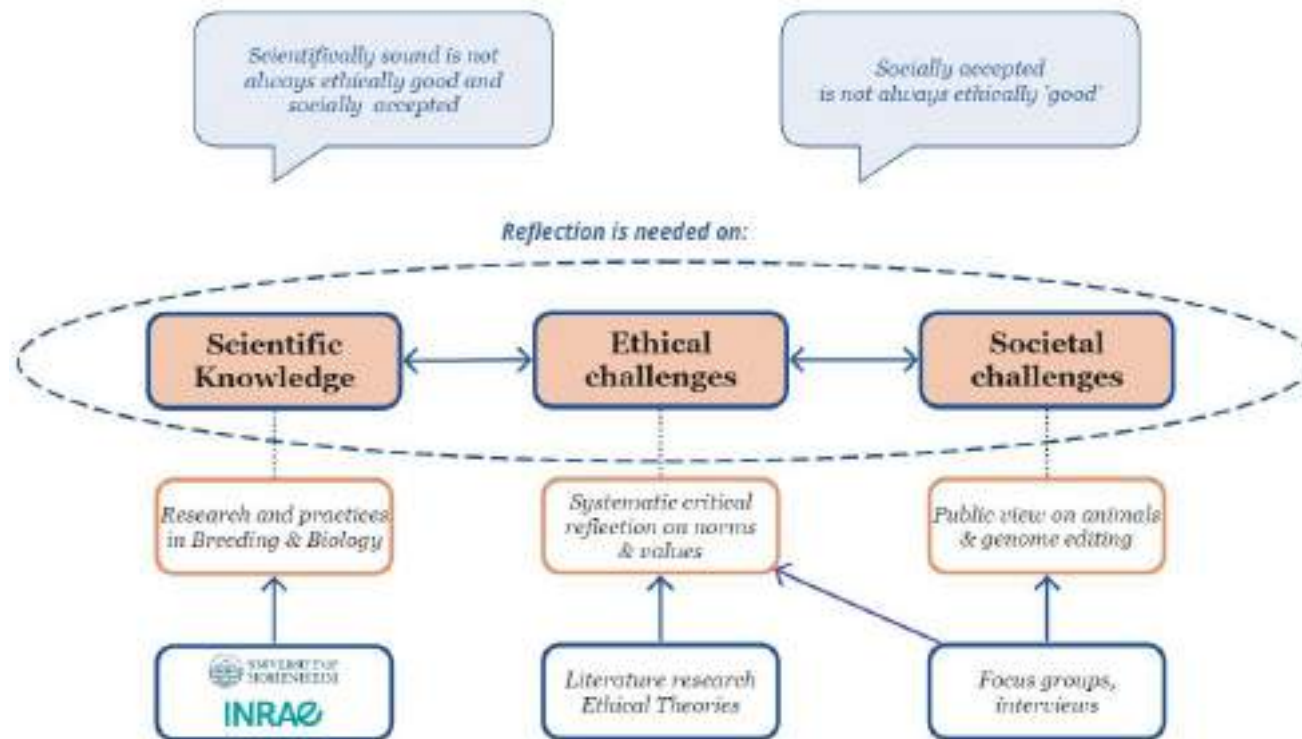 Scientifivally sound is not
always ethically good and
socially accepted
Socially accepted
is not always ethically 'good'
Reflection is needed on:
Scientific
Knowledge
Ethical
challenges
Societal
challenges
Research and practices
in Breeding & Biology
Systematic critical
reflection on norms
& values
Public view on animals
& genome editing
UNIVERSITY OF
HOHENHEIM
INRAE
Literature research
Ethical Theories
Focus groups,
interviews